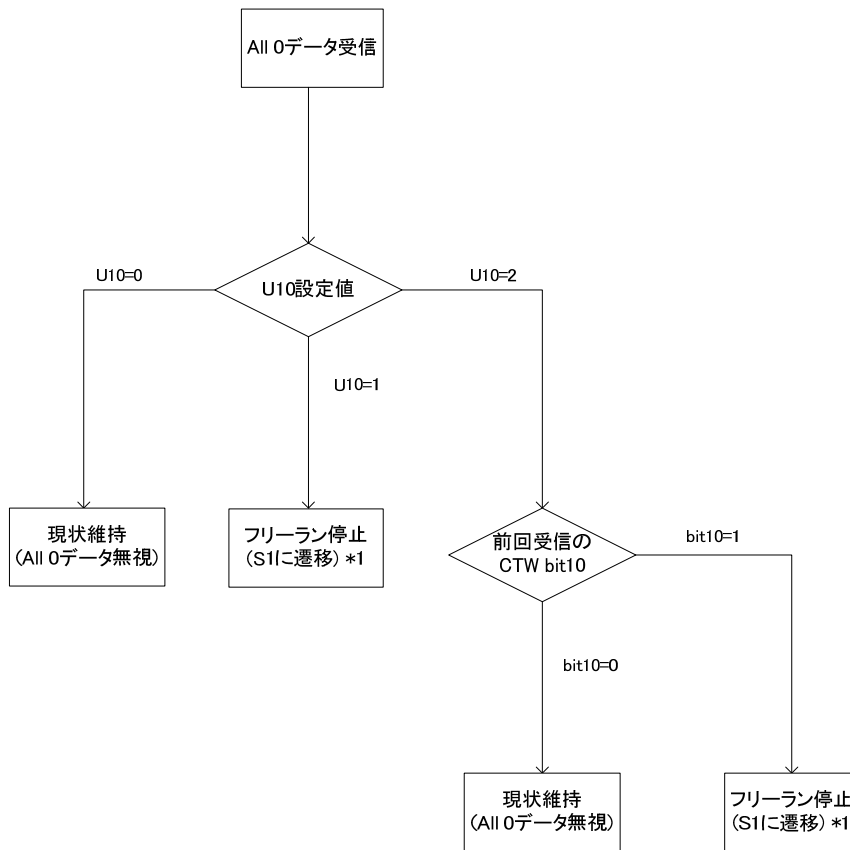 All 0データ受信
U10=0
U10設定値
U10=2
U10=1
現状維持
(All 0データ無視)
フリーラン停止
(S1に遷移) *1
前回受信の
CTW bit10
bit10=1
bit10=0
現状維持
(All 0データ無視)
フリーラン停止
(S1に遷移) *1